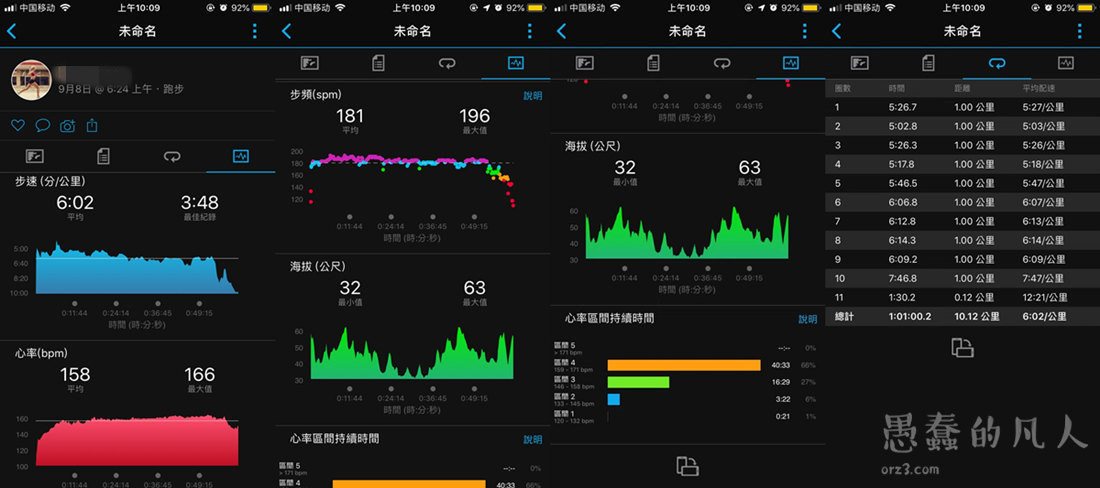 中国移动 上午10:09 92%
未命名
9月8日 @ 6:24 上午 · 跑步
步速 (分/公里)
6:02 3:48
平均 最佳紀錄
5:00
6:40
8:20
10:00
0:11:44 0:24:14 0:36:45 0:49:15
時間 (時:分:秒)
心率(bpm)
158 166
平均 最大值
160
140
120
100
0:11:44 0:24:14 0:36:45 0:49:15
中国移动 上午10:09 92%
未命名
步頻(spm) 說明
181 196
平均 最大值
200
180
160
140
120
0:11:44 0:24:14 0:36:45 0:49:15
時間 (時:分:秒)
海拔 (公尺)
32 63
最小值 最大值
60
50
40
30
0:11:44 0:24:14 0:36:45 0:49:15
時間 (時:分:秒)
心率區間持續時間 說明
區間 5 --:-- 0%
> 171 bpm
區間 4 40:33 66%
中国移动 上午10:09 92%
未命名
120
0:11:44 0:24:14 0:36:45 0:49:15
時間 (時:分:秒)
海拔 (公尺)
32 63
最小值 最大值
60
50
40
30
0:11:44 0:24:14 0:36:45 0:49:15
時間 (時:分:秒)
心率區間持續時間 說明
區間 5 --:-- 0%
> 171 bpm
區間 4 40:33 66%
159 - 171 bpm
區間 3 16:29 27%
146 - 158 bpm
區間 2 3:22 6%
133 - 145 bpm
區間 1 0:21 1%
120 - 132 bpm
中国移动 上午10:09 92%
未命名
圈數 時間 距離 平均配速
1 5:26.7 1.00 公里 5:27/公里
2 5:02.8 1.00 公里 5:03/公里
3 5:26.3 1.00 公里 5:26/公里
4 5:17.8 1.00 公里 5:18/公里
5 5:46.5 1.00 公里 5:47/公里
6 6:06.8 1.00 公里 6:07/公里
7 6:12.8 1.00 公里 6:13/公里
8 6:14.3 1.00 公里 6:14/公里
9 6:09.2 1.00 公里 6:09/公里
10 7:46.8 1.00 公里 7:47/公里
11 1:30.2 0.12 公里 12:21/公里
總計 1:01:00.2 10.12 公里 6:02/公里
愚蠢的凡人
orz3.com